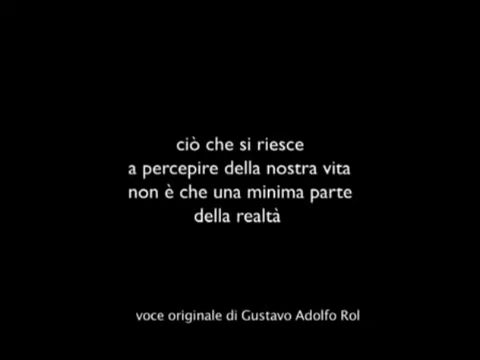 ciò che si riesce
a percepire della nostra vita
non è che una minima parte
della realtà
voce originale di Gustavo Adolfo Rol